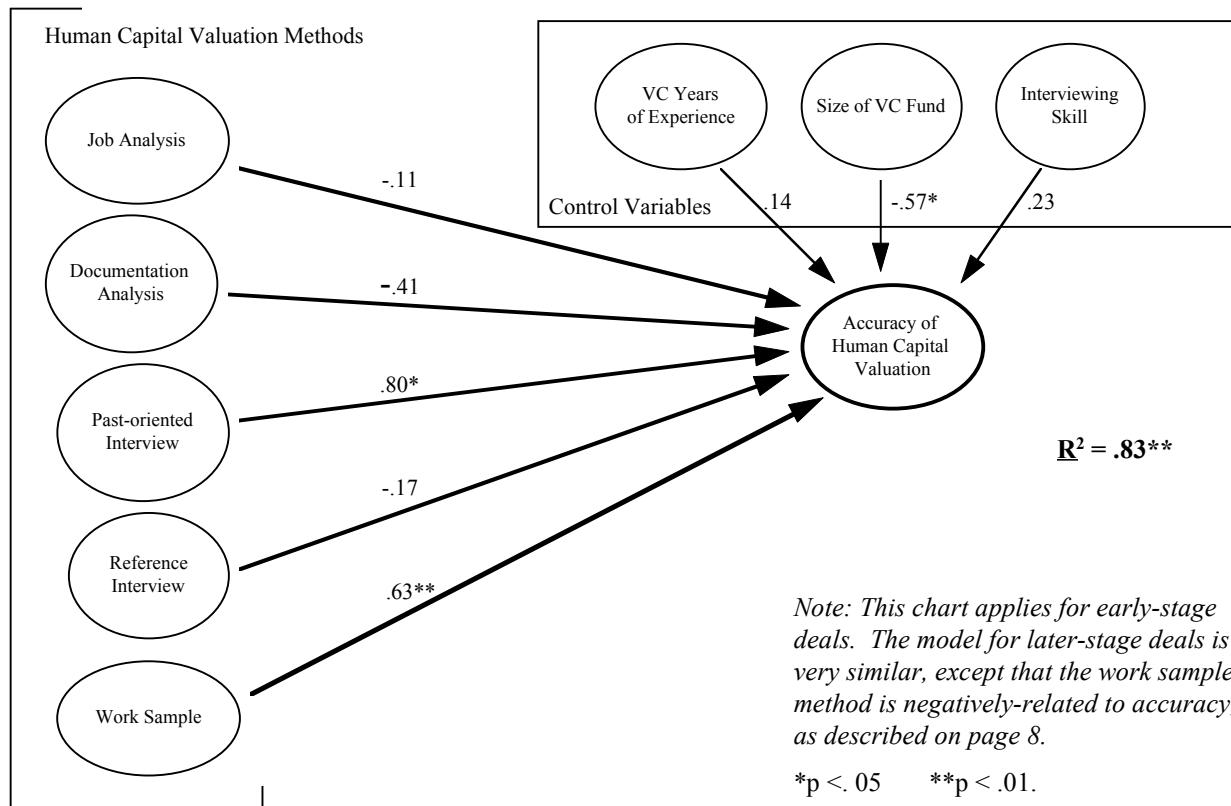 Human Capital Valuation Methods
Job Analysis
Documentation
Analysis
Past-oriented
Interview
Reference
Interview
Work Sample
-.11
-.41
.80*
-.17
.63**
VC Years
of Experience
Size of VC Fund
Interviewing
Skill
Control Variables
.14
-.57*
.23
Accuracy of
Human Capital
Valuation
R² = .83**
Note: This chart applies for early-stage
deals. The model for later-stage deals is
very similar, except that the work sample
method is negatively-related to accuracy,
as described on page 8.
*p <. 05 **p < .01.